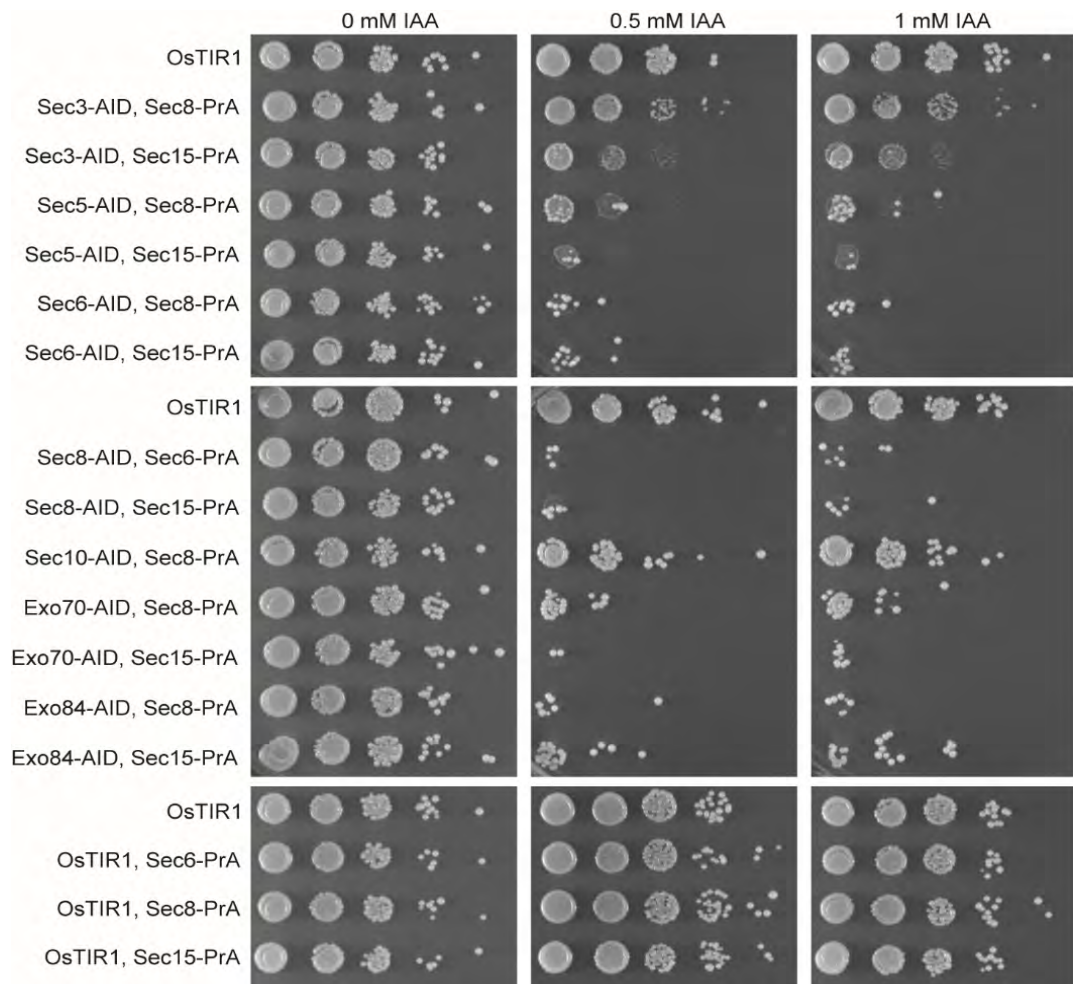 0 mM IAA 0.5 mM IAA 1 mM IAA
OsTIR1
Sec3-AID, Sec8-PrA
Sec3-AID, Sec15-PrA
Sec5-AID, Sec8-PrA
Sec5-AID, Sec15-PrA
Sec6-AID, Sec8-PrA
Sec6-AID, Sec15-PrA
OsTIR1
Sec8-AID, Sec6-PrA
Sec8-AID, Sec15-PrA
Sec10-AID, Sec8-PrA
Exo70-AID, Sec8-PrA
Exo70-AID, Sec15-PrA
Exo84-AID, Sec8-PrA
Exo84-AID, Sec15-PrA
OsTIR1
OsTIR1, Sec6-PrA
OsTIR1, Sec8-PrA
OsTIR1, Sec15-PrA